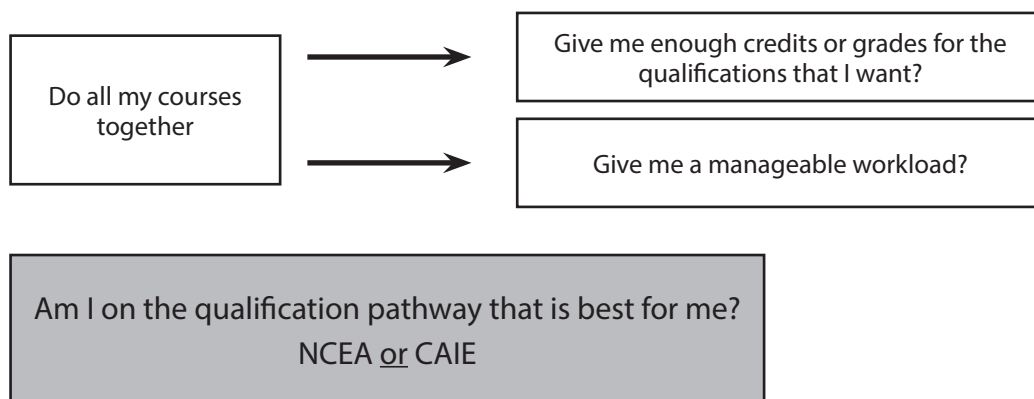 Do all my courses
together
Give me enough credits or grades for the
qualifications that I want?
Give me a manageable workload?
Am I on the qualification pathway that is best for me?
NCEA or CAIE